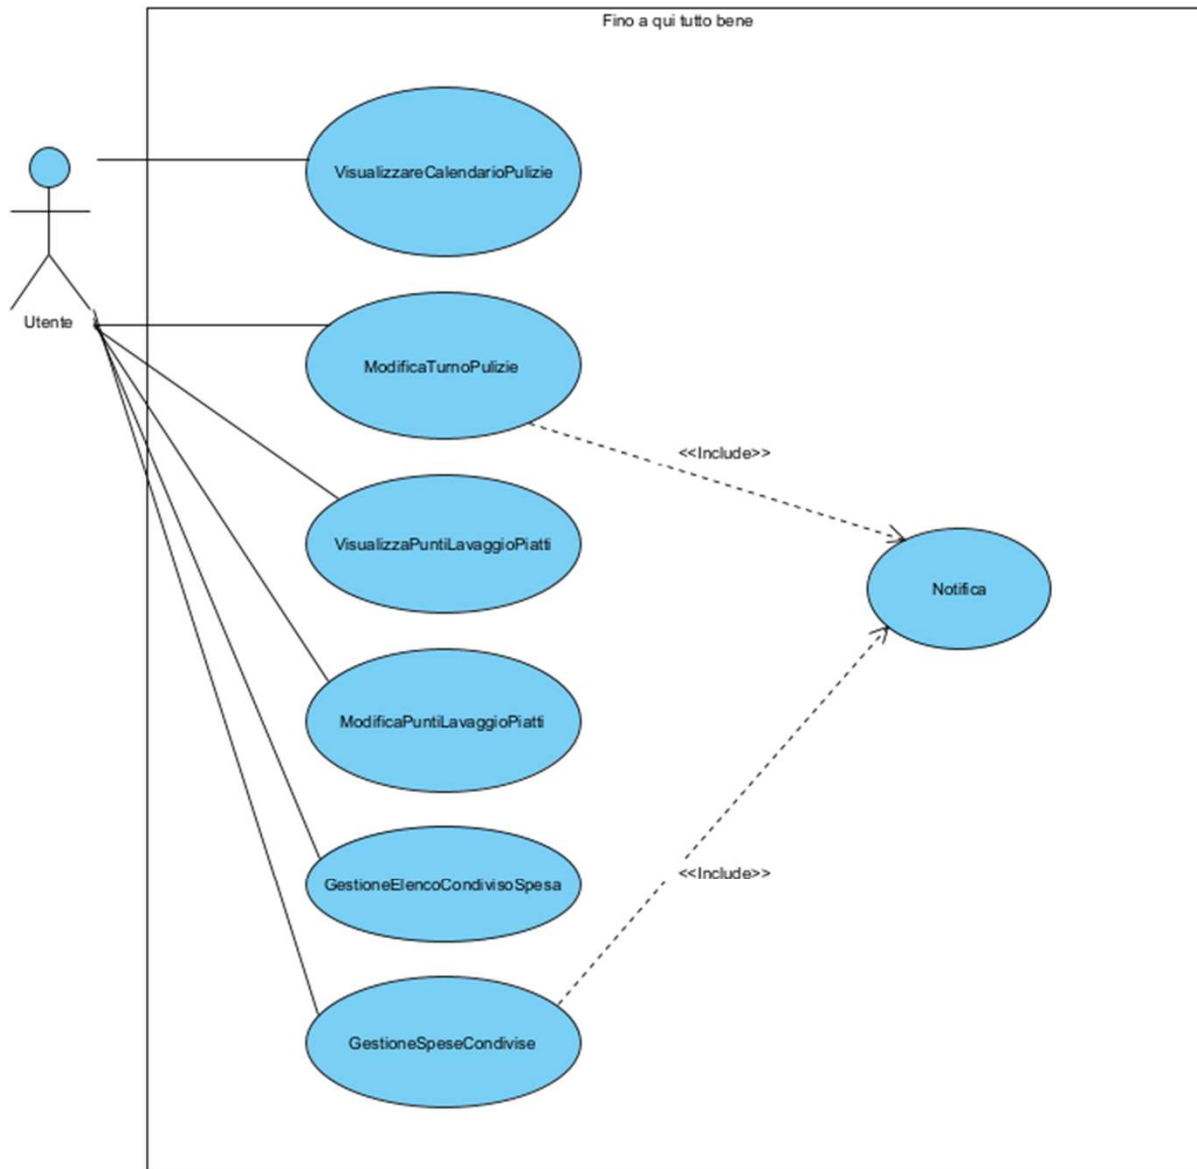 Fino a qui tutto bene
VisualizzareCalendarioPulizie
Utente
ModificaTurnoPulizie
<<Include>>
VisualizzaPuntiLavaggioPiatti
Notifica
ModificaPuntiLavaggioPiatti
<<Include>>
GestioneElencoCondivisoSpesa
GestioneSpeseCondivise